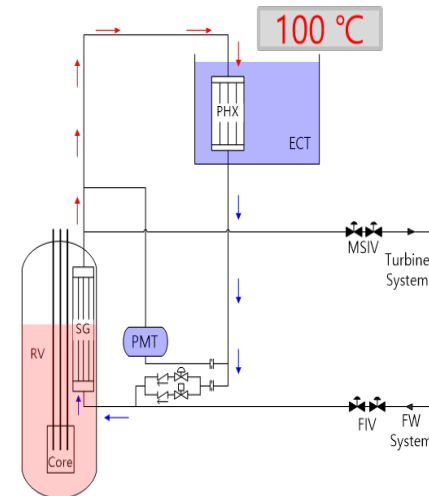 100 ℃
PHX
ECT
MSIV
Turbine
System
SG
RV
PMT
FIV
FW
System
Core